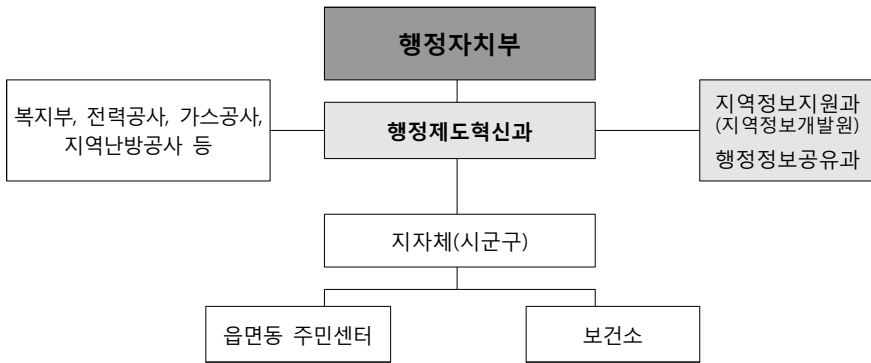 행정자치부
복지부, 전력공사, 가스공사,
지역난방공사 등
행정제도혁신과
지역정보지원과
(지역정보개발원)
행정정보공유과
지자체(시군구)
읍면동 주민센터
보건소